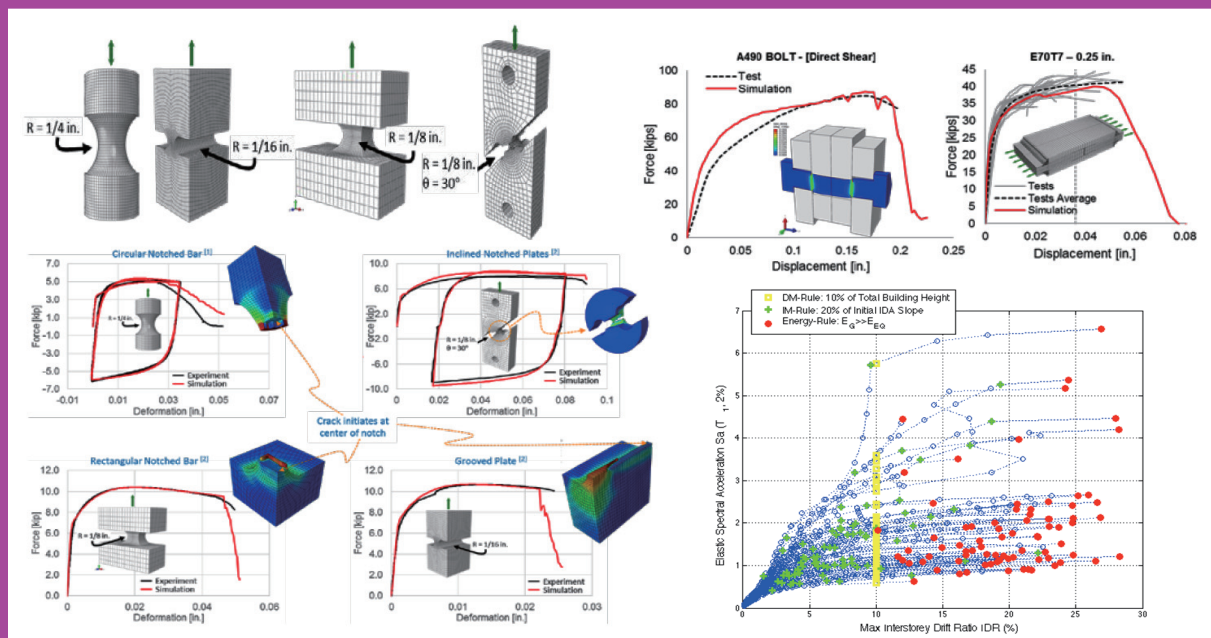 R = 1/4 in.
R = 1/16 in.
R = 1/8 in.
R = 1/8 in.
θ = 30°
A490 BOLT - [Direct Shear]
Test
Simulation
Force [kips]
100
80
60
40
20
0
0 0.05 0.1 0.15 0.2 0.25
Displacement [in.]
E70T7 – 0.25 in.
Force [kips]
45
40
35
30
25
20
15
10
5
0
Tests
Tests Average
Simulation
0 0.02 0.04 0.06 0.08
Displacement [in.]
Circular Notched Bar [1]
Force [kip]
7.0
5.0
3.0
1.0
-1.0
-3.0
-5.0
-7.0
R = 1/4 in.
Experiment
Simulation
-0.01 0.01 0.03 0.05
Deformation [in.]
Inclined Notched Plates [2]
Force [kip]
10.0
6.0
2.0
-2.0
-6.0
-10.0
R = 1/8 in.
θ = 30°
Experiment
Simulation
0 0.02 0.04 0.06 0.08 0.1
Deformation [in.]
Crack initiates at
center of notch
Rectangular Notched Bar [2]
Force [kip]
12.0
10.0
8.0
6.0
4.0
2.0
0.0
R = 1/8 in.
Experiment
Simulation
0 0.02 0.04 0.06
Deformation [in.]
Grooved Plate [2]
Force [kip]
12.0
10.0
8.0
6.0
4.0
2.0
0.0
R = 1/16 in.
Experiment
Simulation
0 0.01 0.02 0.03
Deformation [in.]
DM-Rule: 10% of Total Building Height
IM-Rule: 20% of Initial IDA Slope
Energy-Rule: EG>>EEQ
Elastic Spectral Acceleration Sa (T1, 2%)
7
6
5
4
3
2
1
0
0 5 10 15 20 25 30
Max Interstorey Drift Ratio IDR (%)